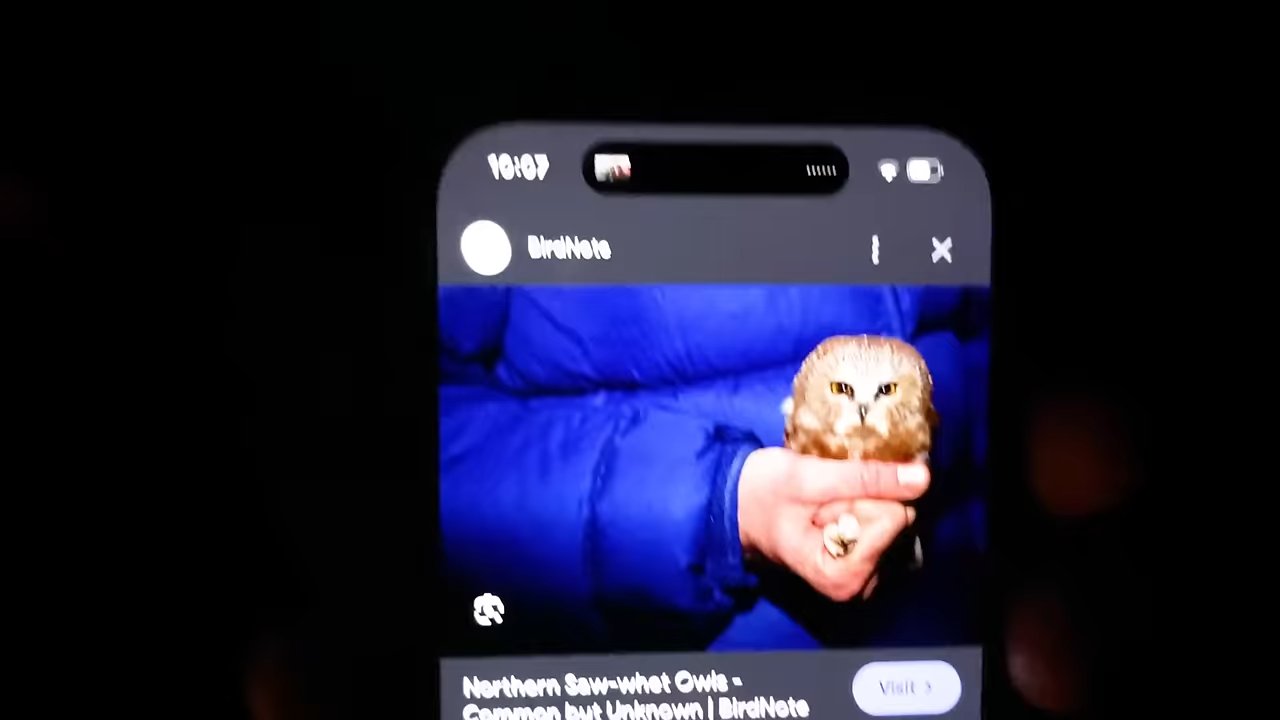 10:07
BirdNote
Northern Saw-whet Owls -
Common but Unknown | BirdNote
Visit >